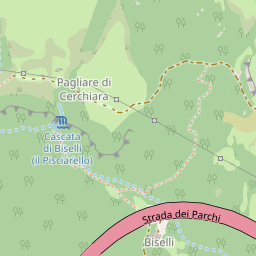 Pagliare di
Cerchiara
Cascata
di Biselli
(il Pisciarello)
Strada dei Parchi
Biselli